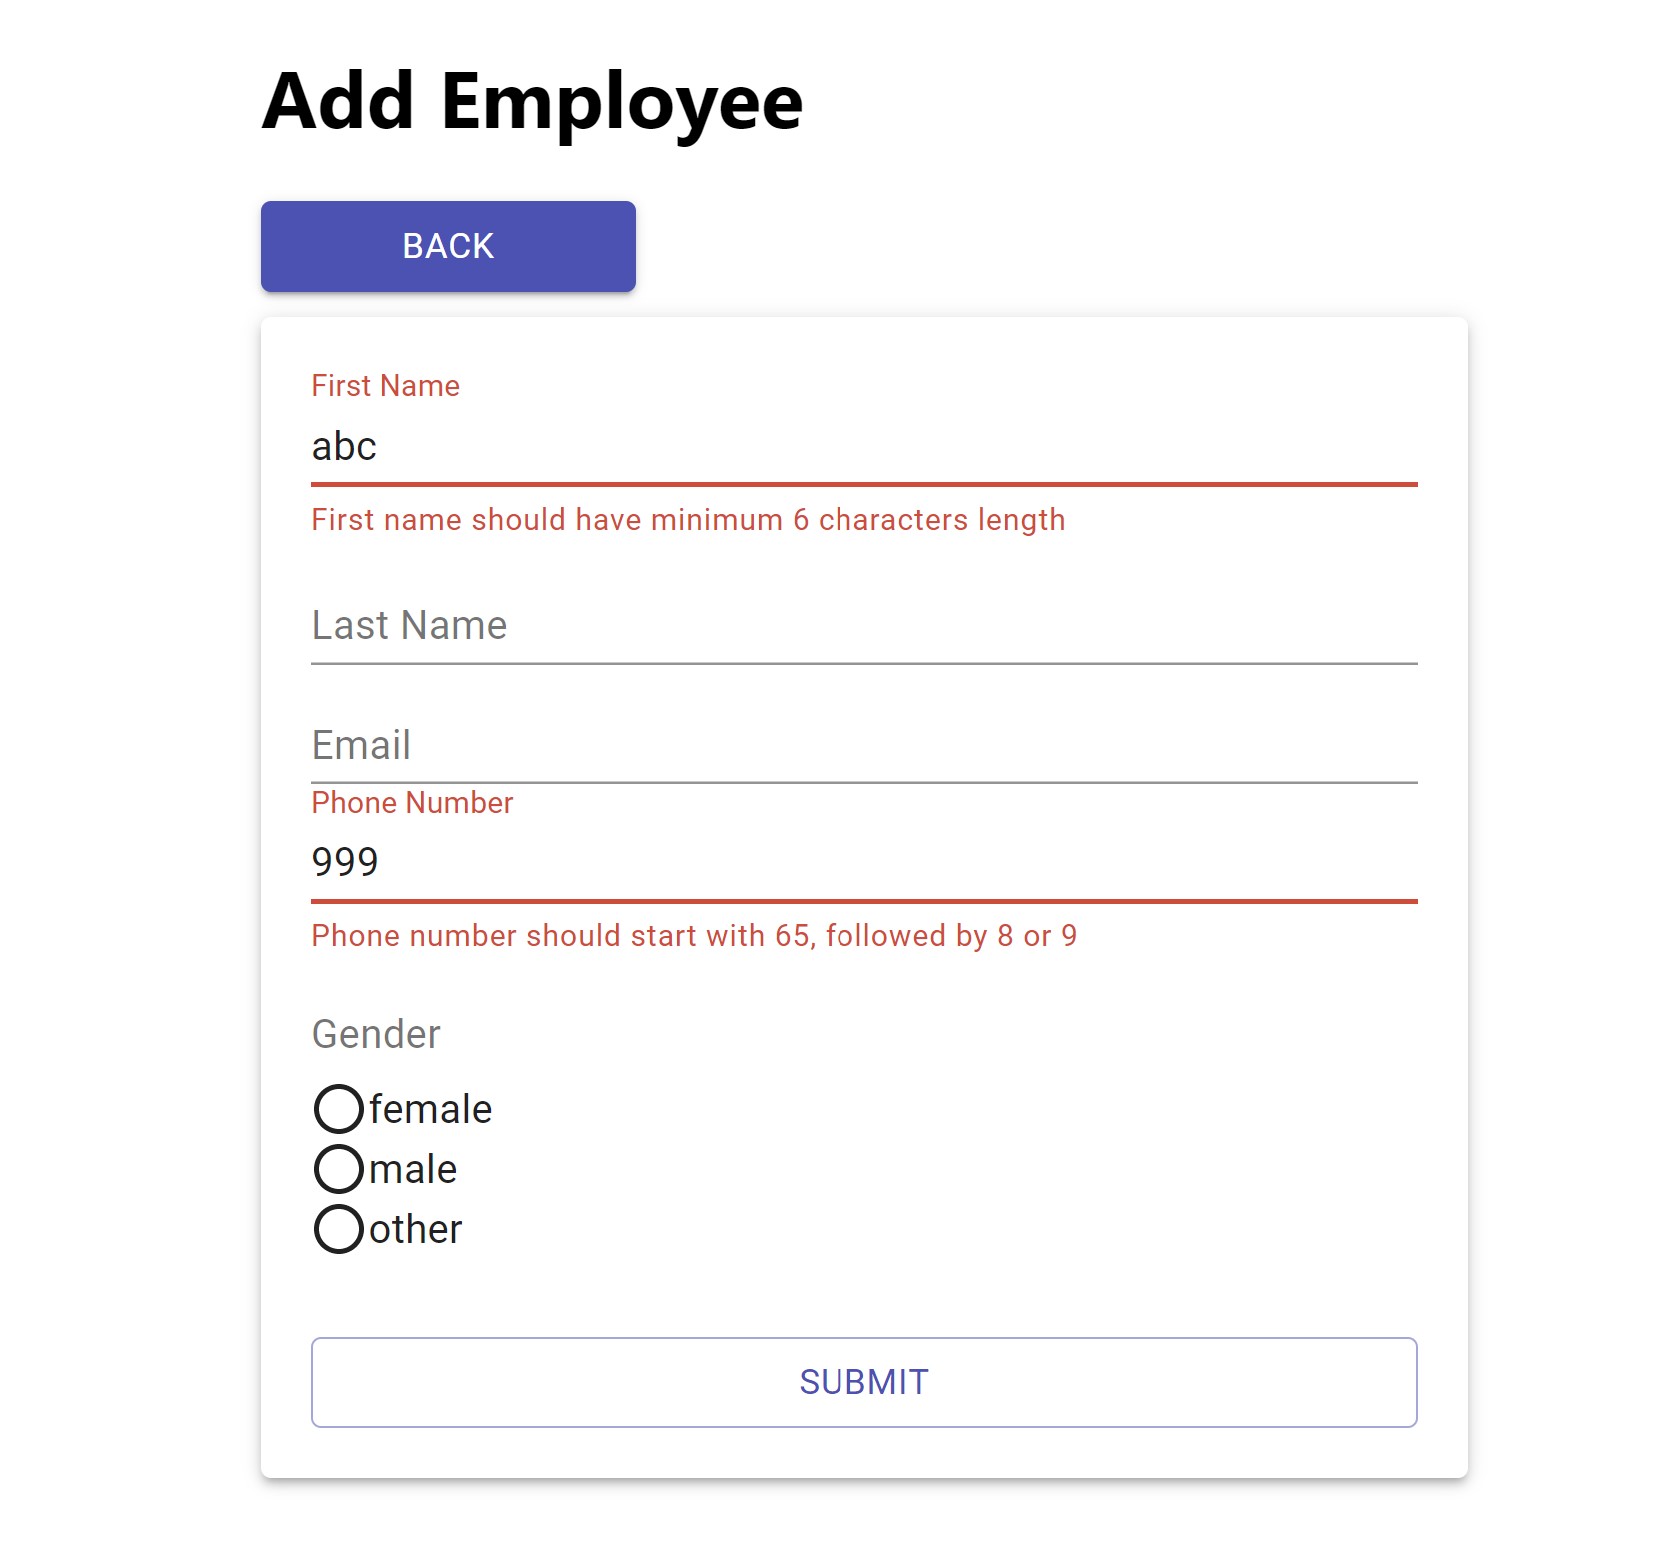 Add Employee
BACK
First Name
abc
First name should have minimum 6 characters length
Last Name
Email
Phone Number
999
Phone number should start with 65, followed by 8 or 9
Gender
female
male
other
SUBMIT